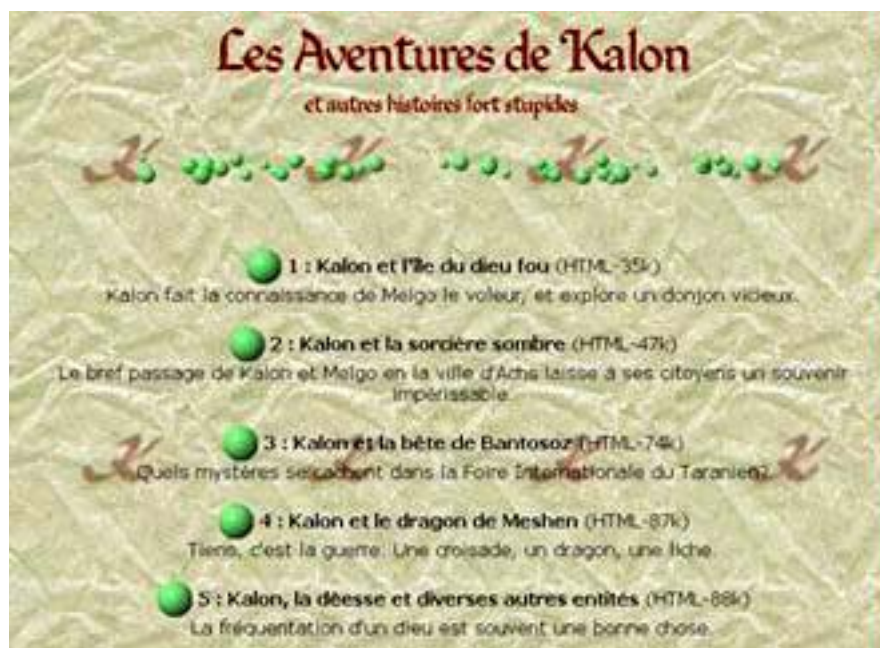 Les Aventures de Kalon
et autres histoires fort stupides
K K K K
1 : Kalon et l'île du dieu fou (HTML-35k)
Kalon fait la connaissance de Melgo le voleur, et explore un donjon vicieux.
2 : Kalon et la sorcière sombre (HTML-47k)
Le bref passage de Kalon et Melgo en la ville d'Achs laisse à ses citoyens un souvenir
impérissable.
3 : Kalon et la bête de Bantosoz (HTML-74k)
Quels mystères se cachent dans la Foire Internationale du Taranien?
4 : Kalon et le dragon de Meshen (HTML-87k)
Tiens, c'est la guerre. Une croisade, un dragon, une liche.
5 : Kalon, la déesse et diverses autres entités (HTML-88k)
La fréquentation d'un dieu est souvent une bonne chose.